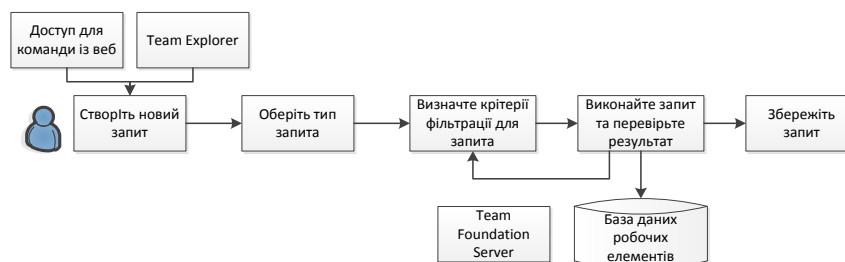 Доступ для
команди із веб
Team Explorer
СтворІть новий
запит
Оберіть тип
запита
Визначте крітерії
фільтрації для
запита
Виконайте запит
та перевірьте
результат
Збережіть
запит
Team
Foundation
Server
База даних
робочих
елементів